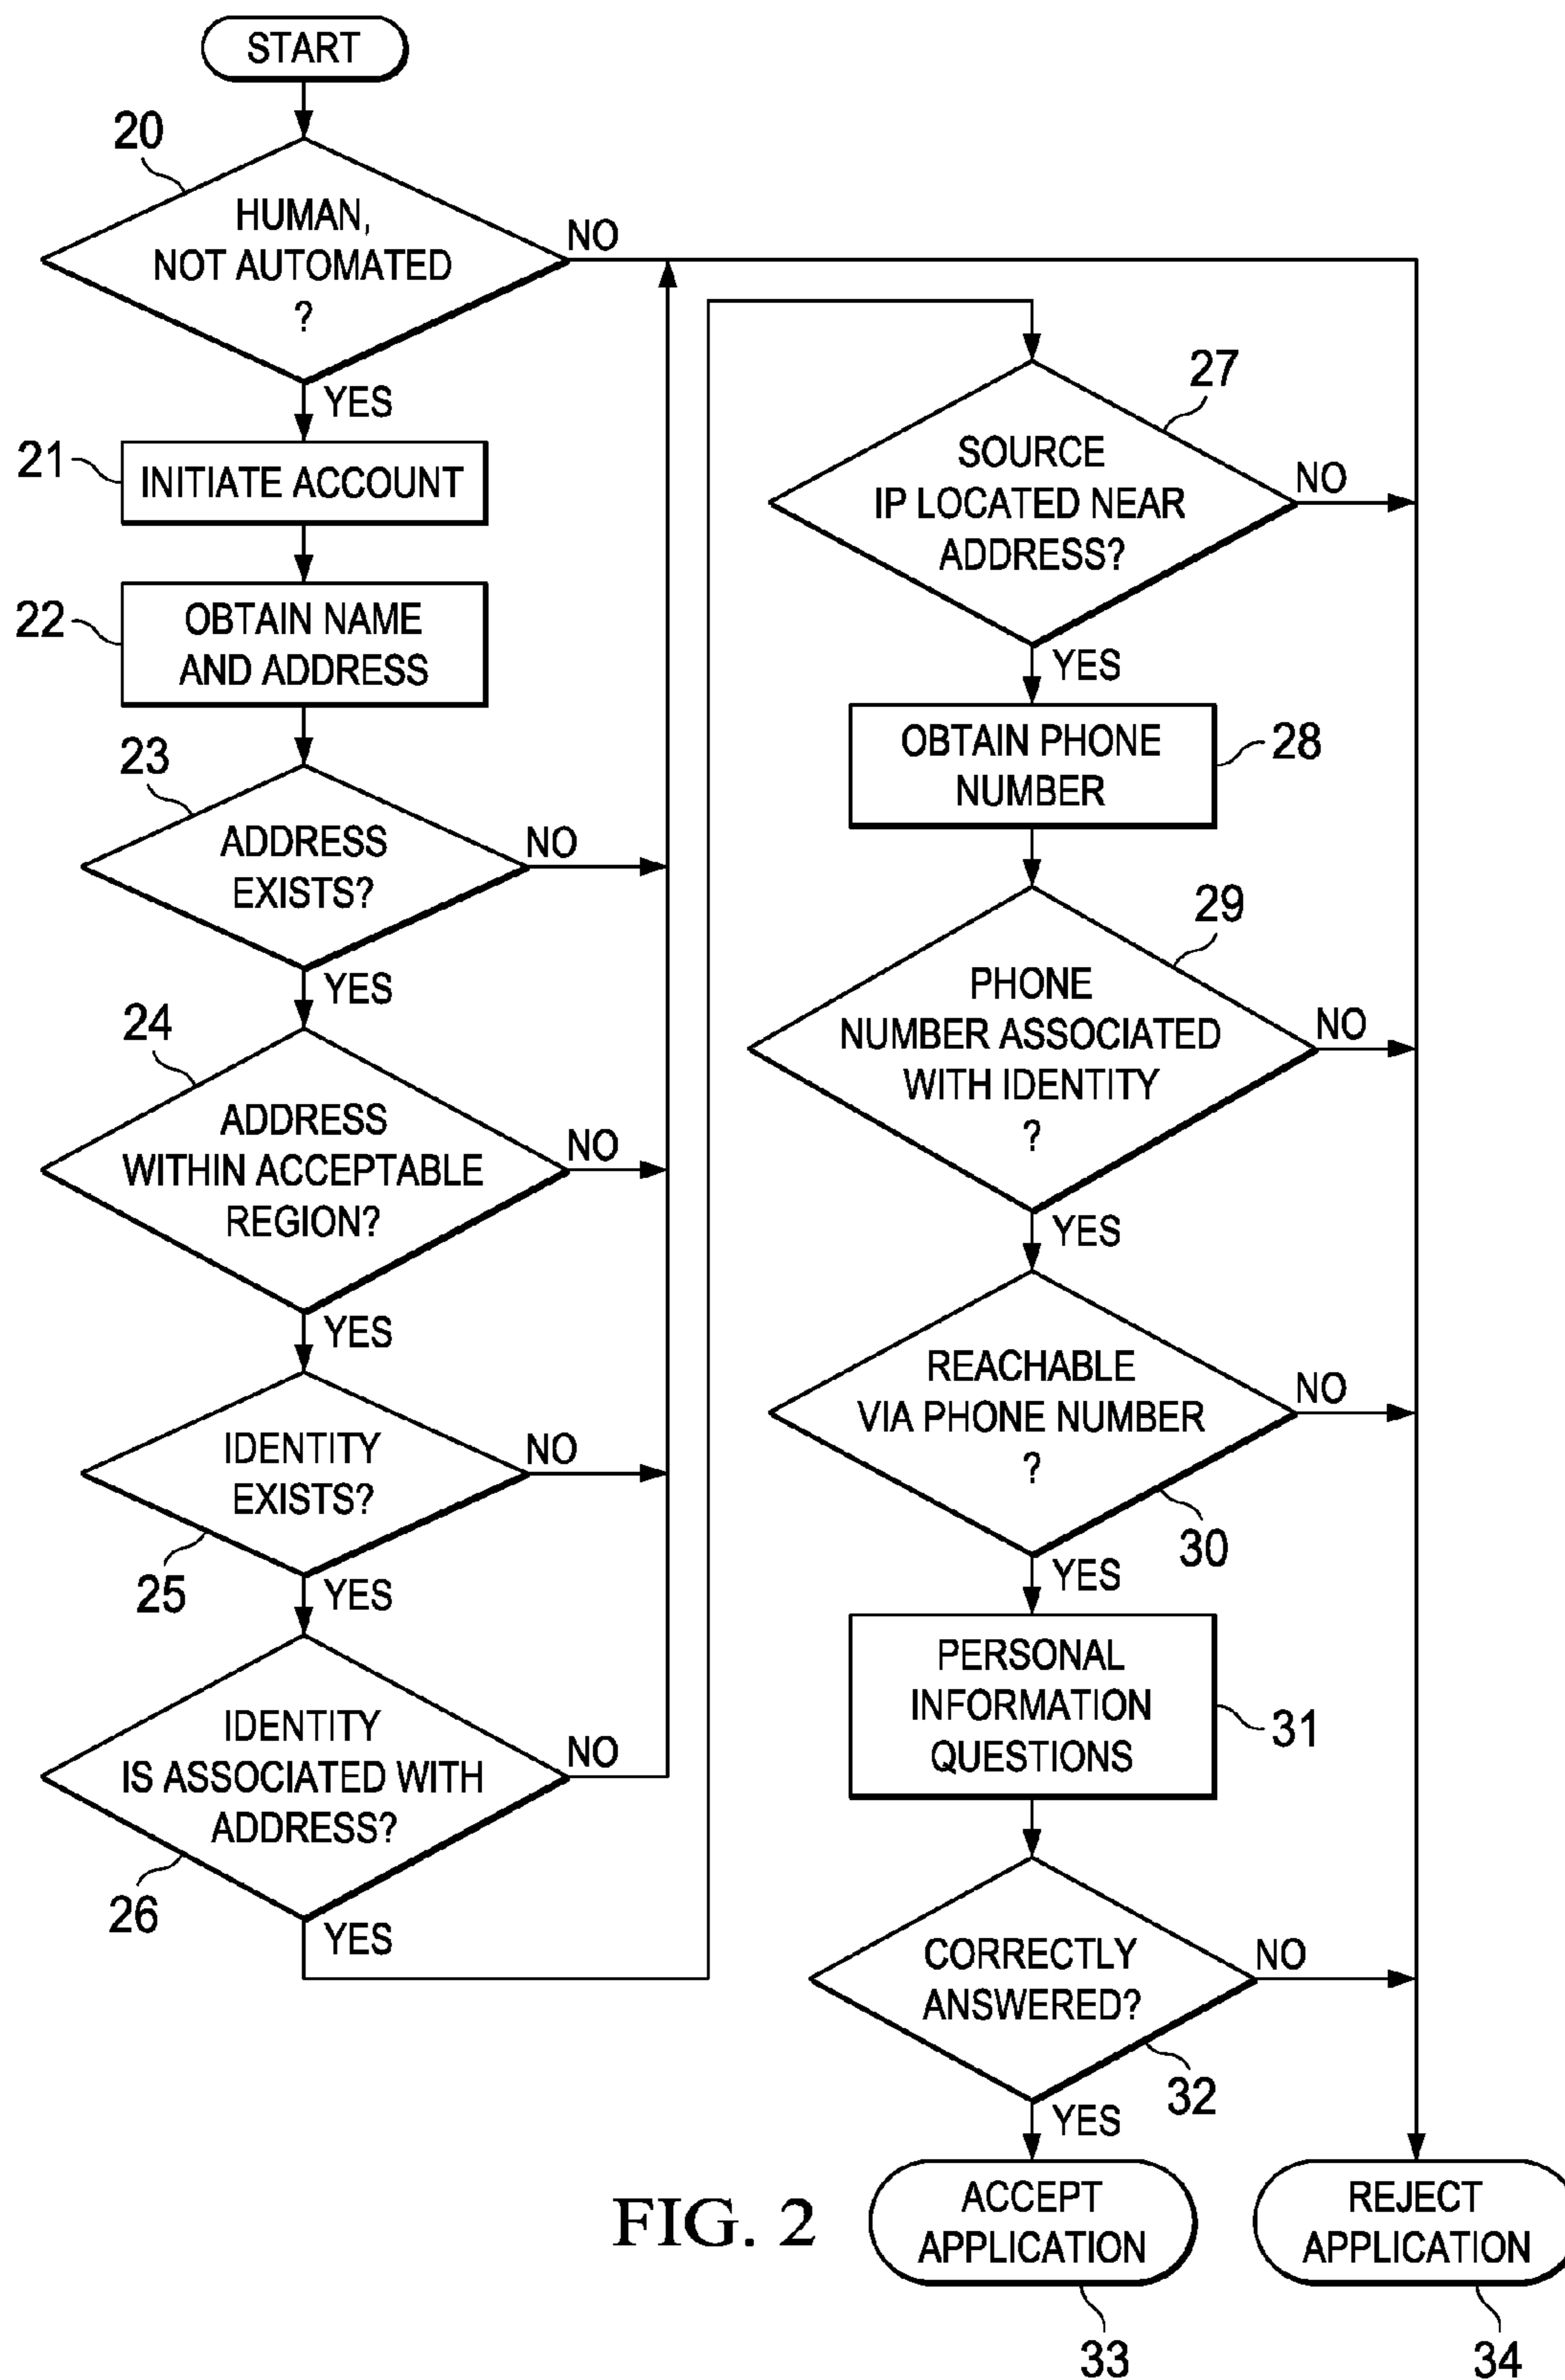 START
20
HUMAN,
NOT AUTOMATED
?
NO
YES
21
INITIATE ACCOUNT
22
OBTAIN NAME
AND ADDRESS
23
ADDRESS
EXISTS?
NO
YES
24
ADDRESS
WITHIN ACCEPTABLE
REGION?
NO
YES
IDENTITY
EXISTS?
NO
25
YES
IDENTITY
IS ASSOCIATED WITH
ADDRESS?
NO
26
YES
27
SOURCE
IP LOCATED NEAR
ADDRESS?
NO
YES
OBTAIN PHONE
NUMBER
28
29
PHONE
NUMBER ASSOCIATED
WITH IDENTITY
?
NO
YES
REACHABLE
VIA PHONE NUMBER
?
NO
30
YES
PERSONAL
INFORMATION
QUESTIONS
31
CORRECTLY
ANSWERED?
NO
32
YES
ACCEPT
APPLICATION
33
REJECT
APPLICATION
34
FIG. 2